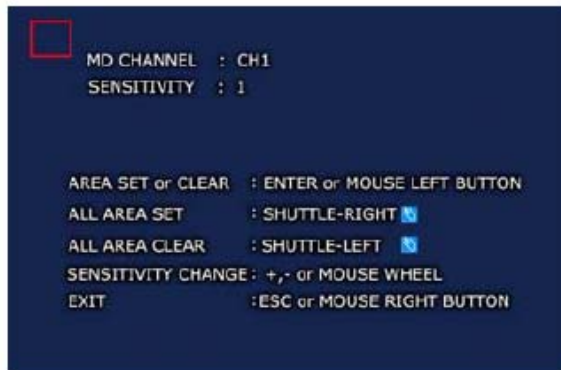 MD CHANNEL : CH1
SENSITIVITY : 1
AREA SET or CLEAR : ENTER or MOUSE LEFT BUTTON
ALL AREA SET : SHUTTLE-RIGHT
ALL AREA CLEAR : SHUTTLE-LEFT
SENSITIVITY CHANGE : +,- or MOUSE WHEEL
EXIT :ESC or MOUSE RIGHT BUTTON